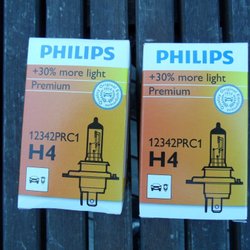 PHILIPS
+30% more light
Premium
12342PRC1
H4
PHILIPS
+30% more light
Premium
12342PRC1
H4